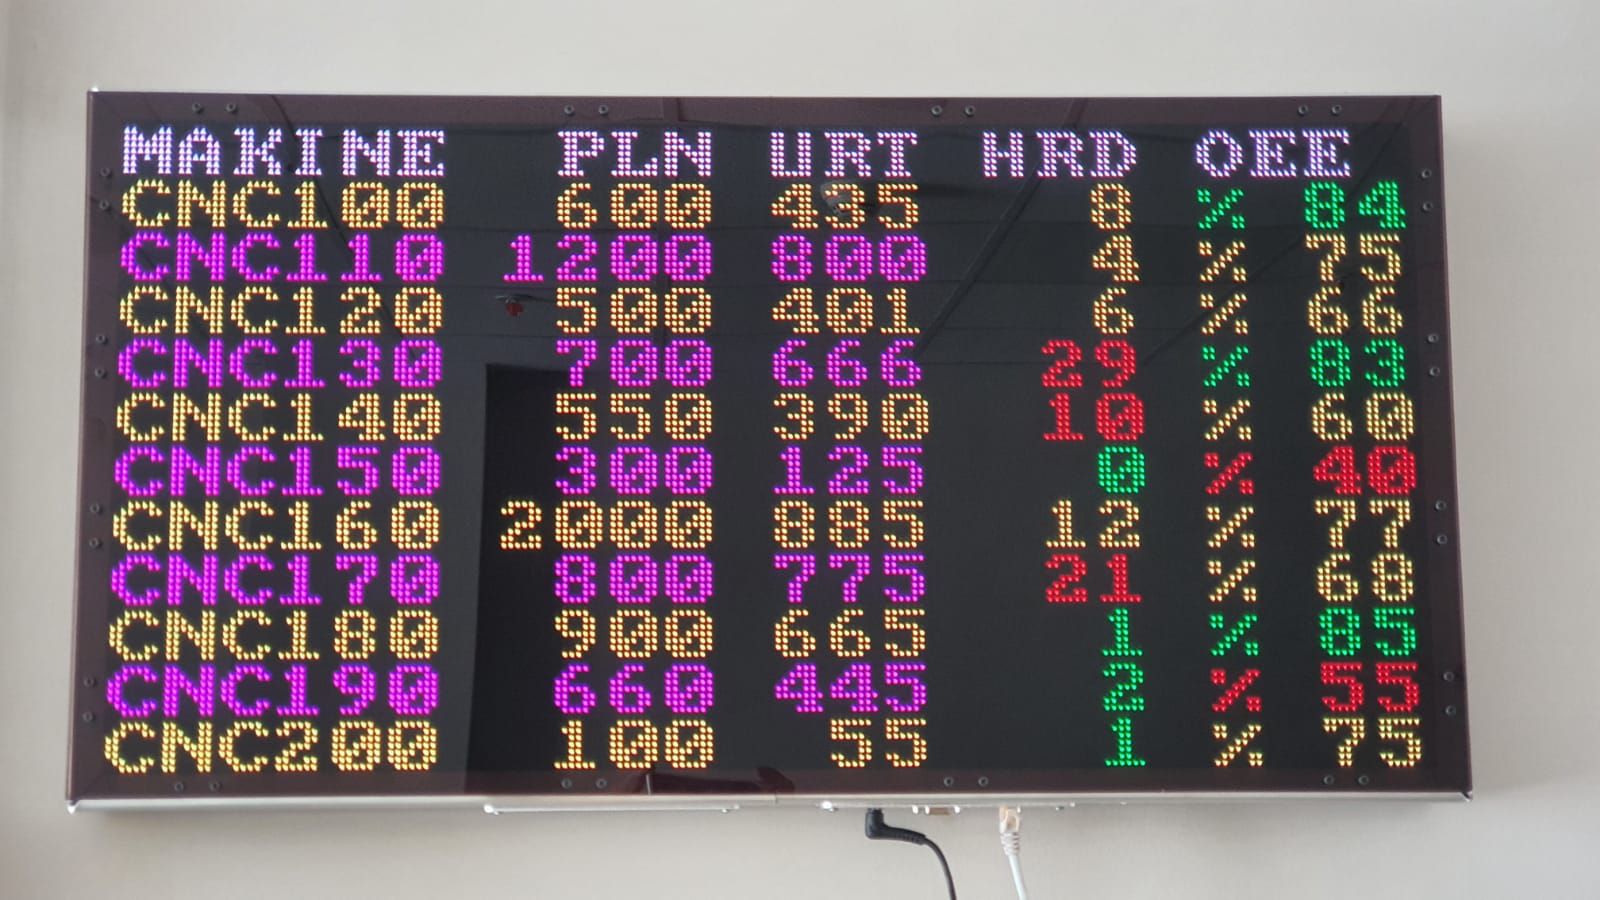 MAKINE PLN URT HRD OEE
CNC100 600 435 8 % 84
CNC110 1200 800 4 % 75
CNC120 500 401 6 % 66
CNC130 700 666 29 % 83
CNC140 550 390 10 % 60
CNC150 300 125 0 % 40
CNC160 2000 885 12 % 77
CNC170 800 775 21 % 68
CNC180 900 665 1 % 85
CNC190 660 445 2 % 55
CNC200 100 55 1 % 75